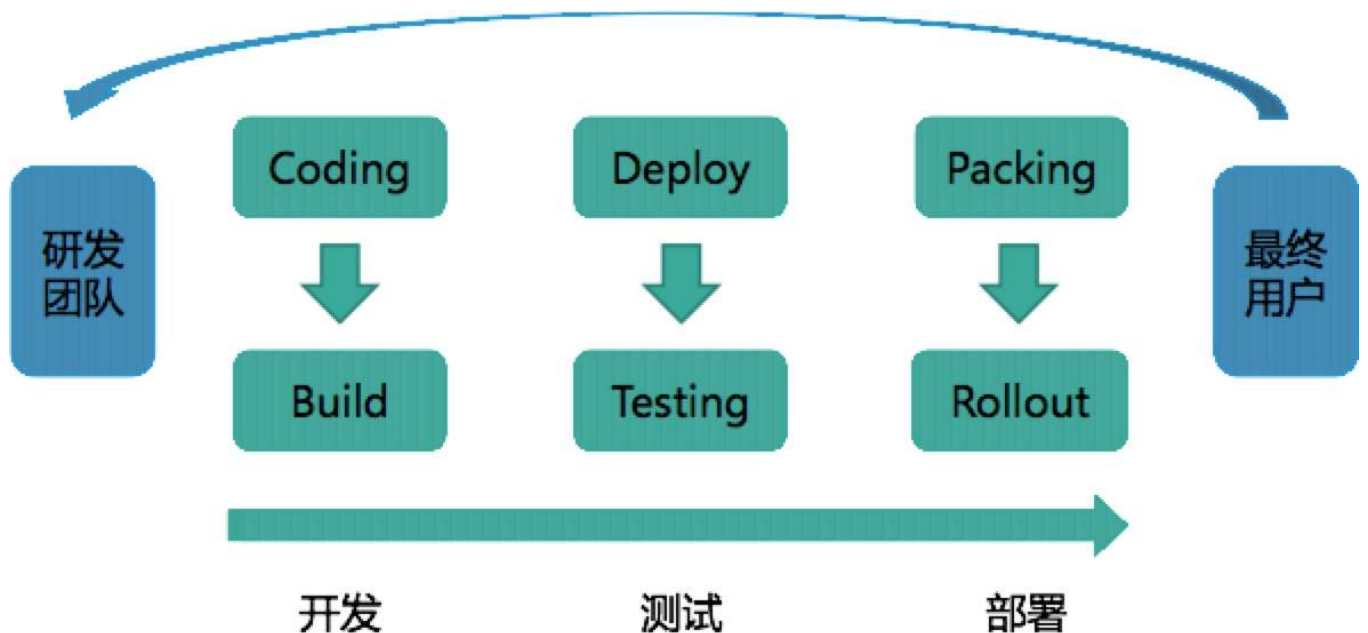 研发
团队
Coding
Deploy
Packing
最终
用户
Build
Testing
Rollout
开发
测试
部署